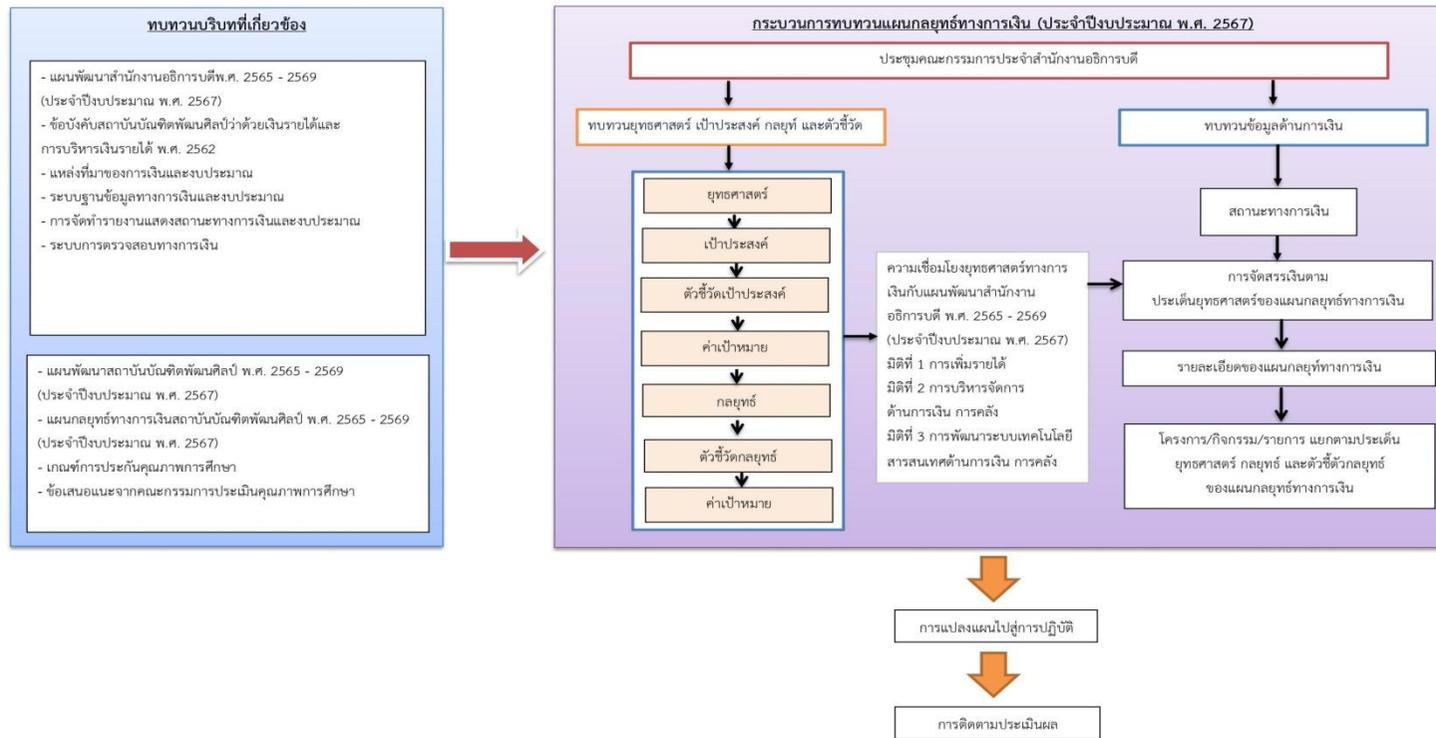 ทบทวนบริบทที่เกี่ยวข้อง
- แผนพัฒนาสำนักงานอธิการบดีพ.ศ. 2565 - 2569
(ประจำปีงบประมาณ พ.ศ. 2567)
- ข้อบังคับสถาบันบัณฑิตพัฒนศิลป์ว่าด้วยเงินรายได้และ
การบริหารเงินรายได้ พ.ศ. 2562
- แหล่งที่มาของการเงินและงบประมาณ
- ระบบฐานข้อมูลทางการเงินและงบประมาณ
- การจัดทำรายงานแสดงสถานะทางการเงินและงบประมาณ
- ระบบการตรวจสอบทางการเงิน
- แผนพัฒนาสถาบันบัณฑิตพัฒนศิลป์ พ.ศ. 2565 - 2569
(ประจำปีงบประมาณ พ.ศ. 2567)
- แผนกลยุทธ์ทางการเงินสถาบันบัณฑิตพัฒนศิลป์ พ.ศ. 2565 - 2569
(ประจำปีงบประมาณ พ.ศ. 2567)
- เกณฑ์การประกันคุณภาพการศึกษา
- ข้อเสนอแนะจากคณะกรรมการประเมินคุณภาพการศึกษา
กระบวนการทบทวนแผนกลยุทธ์ทางการเงิน (ประจำปีงบประมาณ พ.ศ. 2567)
ประชุมคณะกรรมการประจำสำนักงานอธิการบดี
ทบทวนยุทธศาสตร์ เป้าประสงค์ กลยุท์ และตัวชี้วัด
ยุทธศาสตร์
เป้าประสงค์
ตัวชี้วัดเป้าประสงค์
ค่าเป้าหมาย
กลยุทธ์
ตัวชี้วัดกลยุทธ์
ค่าเป้าหมาย
ความเชื่อมโยงยุทธศาสตร์ทางการ
เงินกับแผนพัฒนาสำนักงาน
อธิการบดี พ.ศ. 2565 - 2569
(ประจำปีงบประมาณ พ.ศ. 2567)
มิติที่ 1 การเพิ่มรายได้
มิติที่ 2 การบริหารจัดการ
ด้านการเงิน การคลัง
มิติที่ 3 การพัฒนาระบบเทคโนโลยี
สารสนเทศด้านการเงิน การคลัง
ทบทวนข้อมูลด้านการเงิน
สถานะทางการเงิน
การจัดสรรเงินตาม
ประเด็นยุทธศาสตร์ของแผนกลยุทธ์ทางการเงิน
รายละเอียดของแผนกลยุท์ทางการเงิน
โครงการ/กิจกรรม/รายการ แยกตามประเด็น
ยุทธศาสตร์ กลยุทธ์ และตัวชี้ตัวกลยุทธ์
ของแผนกลยุทธ์ทางการเงิน
การแปลงแผนไปสู่การปฏิบัติ
การติดตามประเมินผล